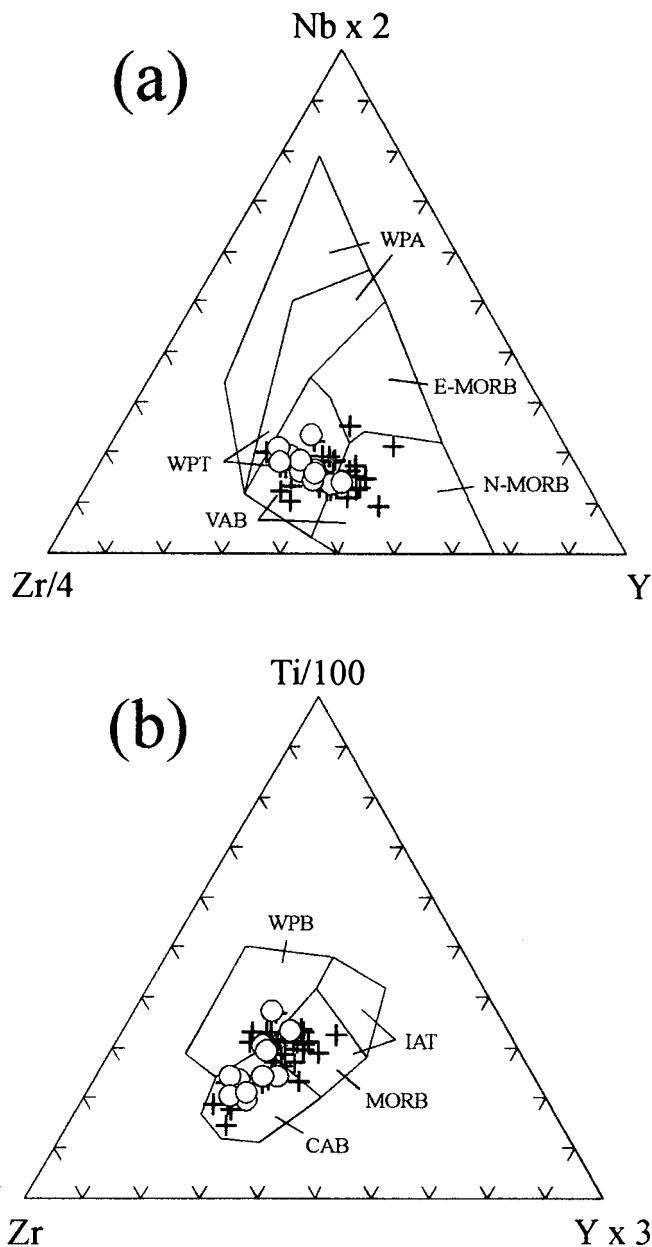 Nb x 2
(a)
WPA
E-MORB
WPT
N-MORB
VAB
Zr/4
Y
Ti/100
(b)
WPB
IAT
MORB
CAB
Zr
Y x 3